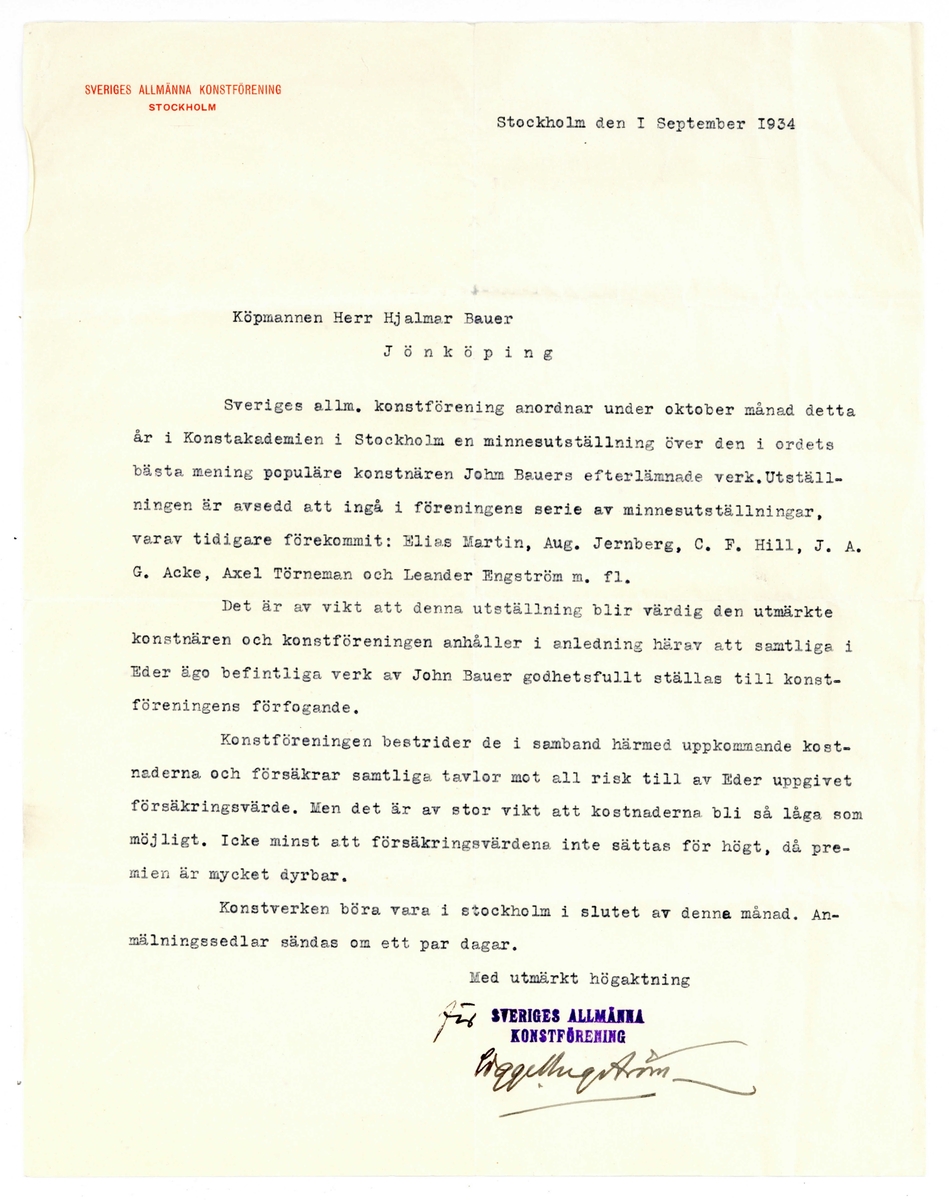 SVERIGES ALLMÄNNA KONSTFÖRENING
STOCKHOLM
Stockholm den I September I934
Köpmannen Herr Hjalmar Bauer
J ö n k ö p i n g
Sveriges allm. konstförening anordnar under oktober månad detta
år i Konstakademien i Stockholm en minnesutställning över den i ordets
bästa mening populäre konstnären Johm Bauers efterlämnade verk.Utställ-
ningen är avsedd att ingå i föreningens serie av minnesutställningar,
varav tidigare förekommit: Elias Martin, Aug. Jernberg, C. F. Hill, J. A.
G. Acke, Axel Törneman och Leander Engström m. fl.
Det är av vikt att denna utställning blir värdig den utmärkte
konstnären och konstföreningen anhåller i anledning härav att samtliga i
Eder ägo befintliga verk av John Bauer godhetsfullt ställas till konst-
föreningens förfogande.
Konstföreningen bestrider de i samband härmed uppkommande kost-
naderna och försäkrar samtliga tavlor mot all risk till av Eder uppgivet
försäkringsvärde. Men det är av stor vikt att kostnaderna bli så låga som
möjligt. Icke minst att försäkringsvärdena inte sättas för högt, då pre-
mien är mycket dyrbar.
Konstverken böra vara i stockholm i slutet av denna månad. An-
mälningssedlar sändas om ett par dagar.
Med utmärkt högaktning
för SVERIGES ALLMÄNNA
KONSTFÖRENING